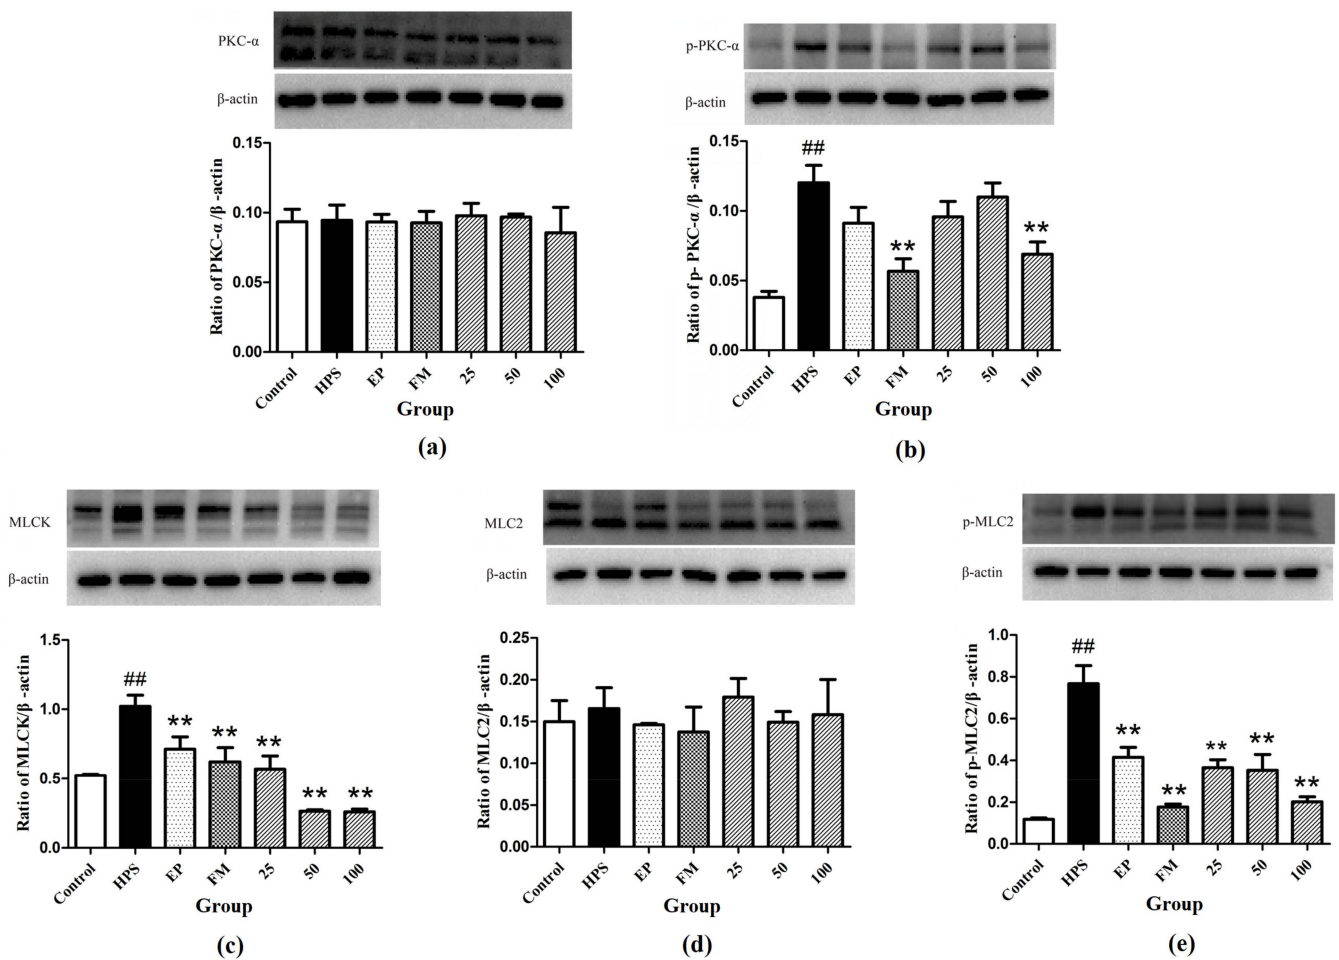 PKC-α
β-actin
Ratio of PKC-α/β -actin
0.15
0.10
0.05
0.00
Control
HPS
EP
FM
25
50
100
Group
(a)
p-PKC-α
β-actin
Ratio of p- PKC-α/β -actin
0.15
0.10
0.05
0.00
##
**
**
Control
HPS
EP
FM
25
50
100
Group
(b)
MLCK
β-actin
Ratio of MLCK/β -actin
1.5
1.0
0.5
0.0
##
**
**
**
**
**
Control
HPS
EP
FM
25
50
100
Group
(c)
MLC2
β-actin
Ratio of MLC2/β -actin
0.25
0.20
0.15
0.10
0.05
0.00
Control
HPS
EP
FM
25
50
100
Group
(d)
p-MLC2
β-actin
Ratio of p-MLC2/β -actin
1.0
0.8
0.6
0.4
0.2
0.0
##
**
**
**
**
**
Control
HPS
EP
FM
25
50
100
Group
(e)